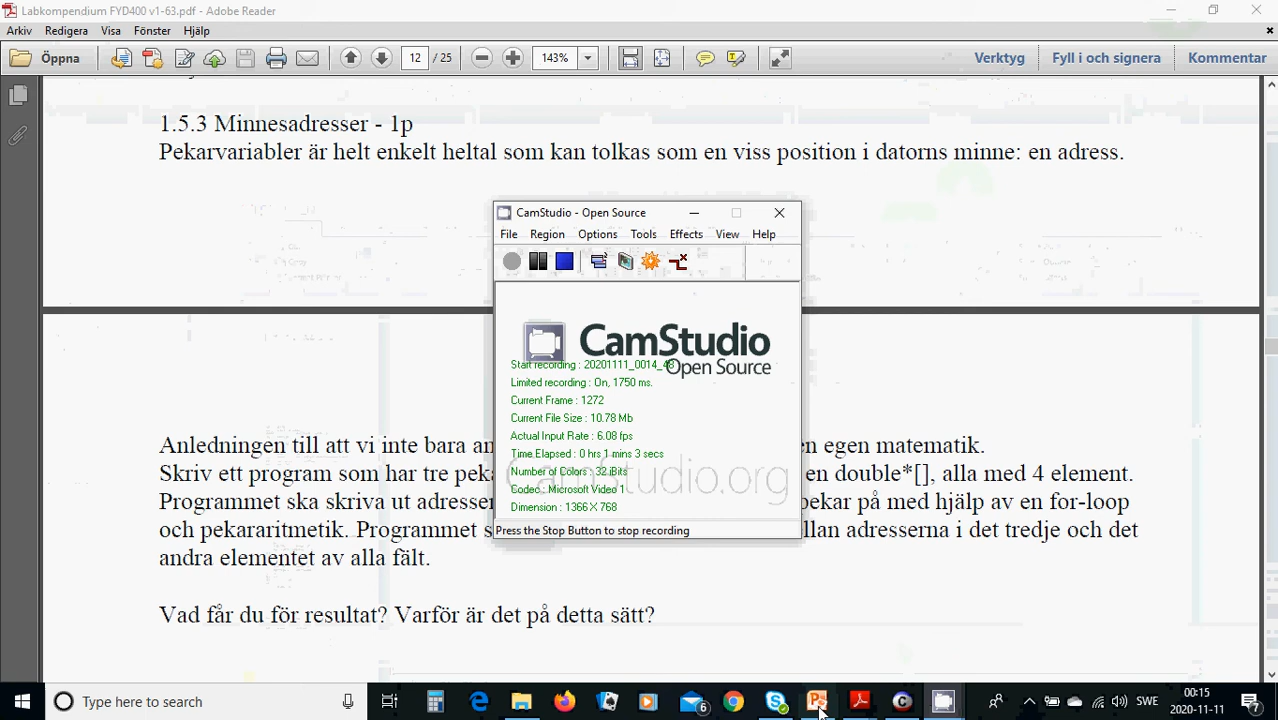 Labkompendium FYD400 v1-63.pdf - Adobe Reader
Arkiv Redigera Visa Fönster Hjälp
Öppna 12 / 25 143% Verktyg Fyll i och signera Kommentar
1.5.3 Minnesadresser - 1p
Pekarvariabler är helt enkelt heltal som kan tolkas som en viss position i datorns minne: en adress.
CamStudio - Open Source
File Region Options Tools Effects View Help
CamStudio
Open Source
Start recording : 20201111_0014_48
Limited recording : On, 1750 ms.
Current Frame : 1272
Current File Size : 10.78 Mb
Actual Input Rate : 6.08 fps
Time Elapsed : 0 hrs 1 mins 3 secs
Number of Colors : 32 Bits
Codec : Microsoft Video 1
Dimension : 1366 X 768
CamStudio.org
Press the Stop Button to stop recording
Anledningen till att vi inte bara en egen matematik.
Skriv ett program som har tre en double*[], alla med 4 element.
Programmet ska skriva ut pekar på med hjälp av en for-loop
och pekararitmetik. Programmet adresserna i det tredje och det
andra elementet av alla fält.
Vad får du för resultat? Varför är det på detta sätt?
Type here to search 6 SWE 00:15
2020-11-11 7